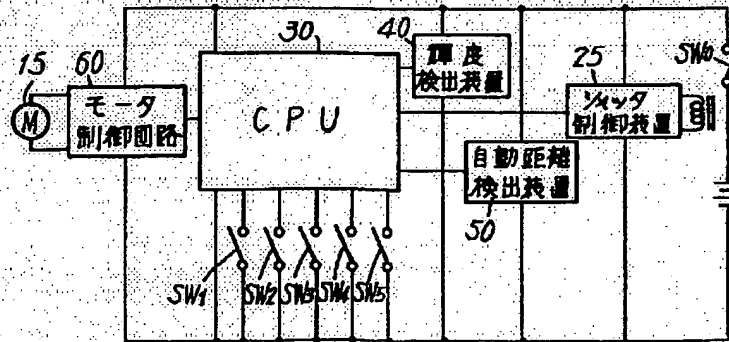 30
40
輝度
検出装置
25
SW0
15
60
M
モータ
制御回路
CPU
シャッタ
制御装置
自動距離
検出装置
50
SW1
SW2
SW3
SW4
SW5